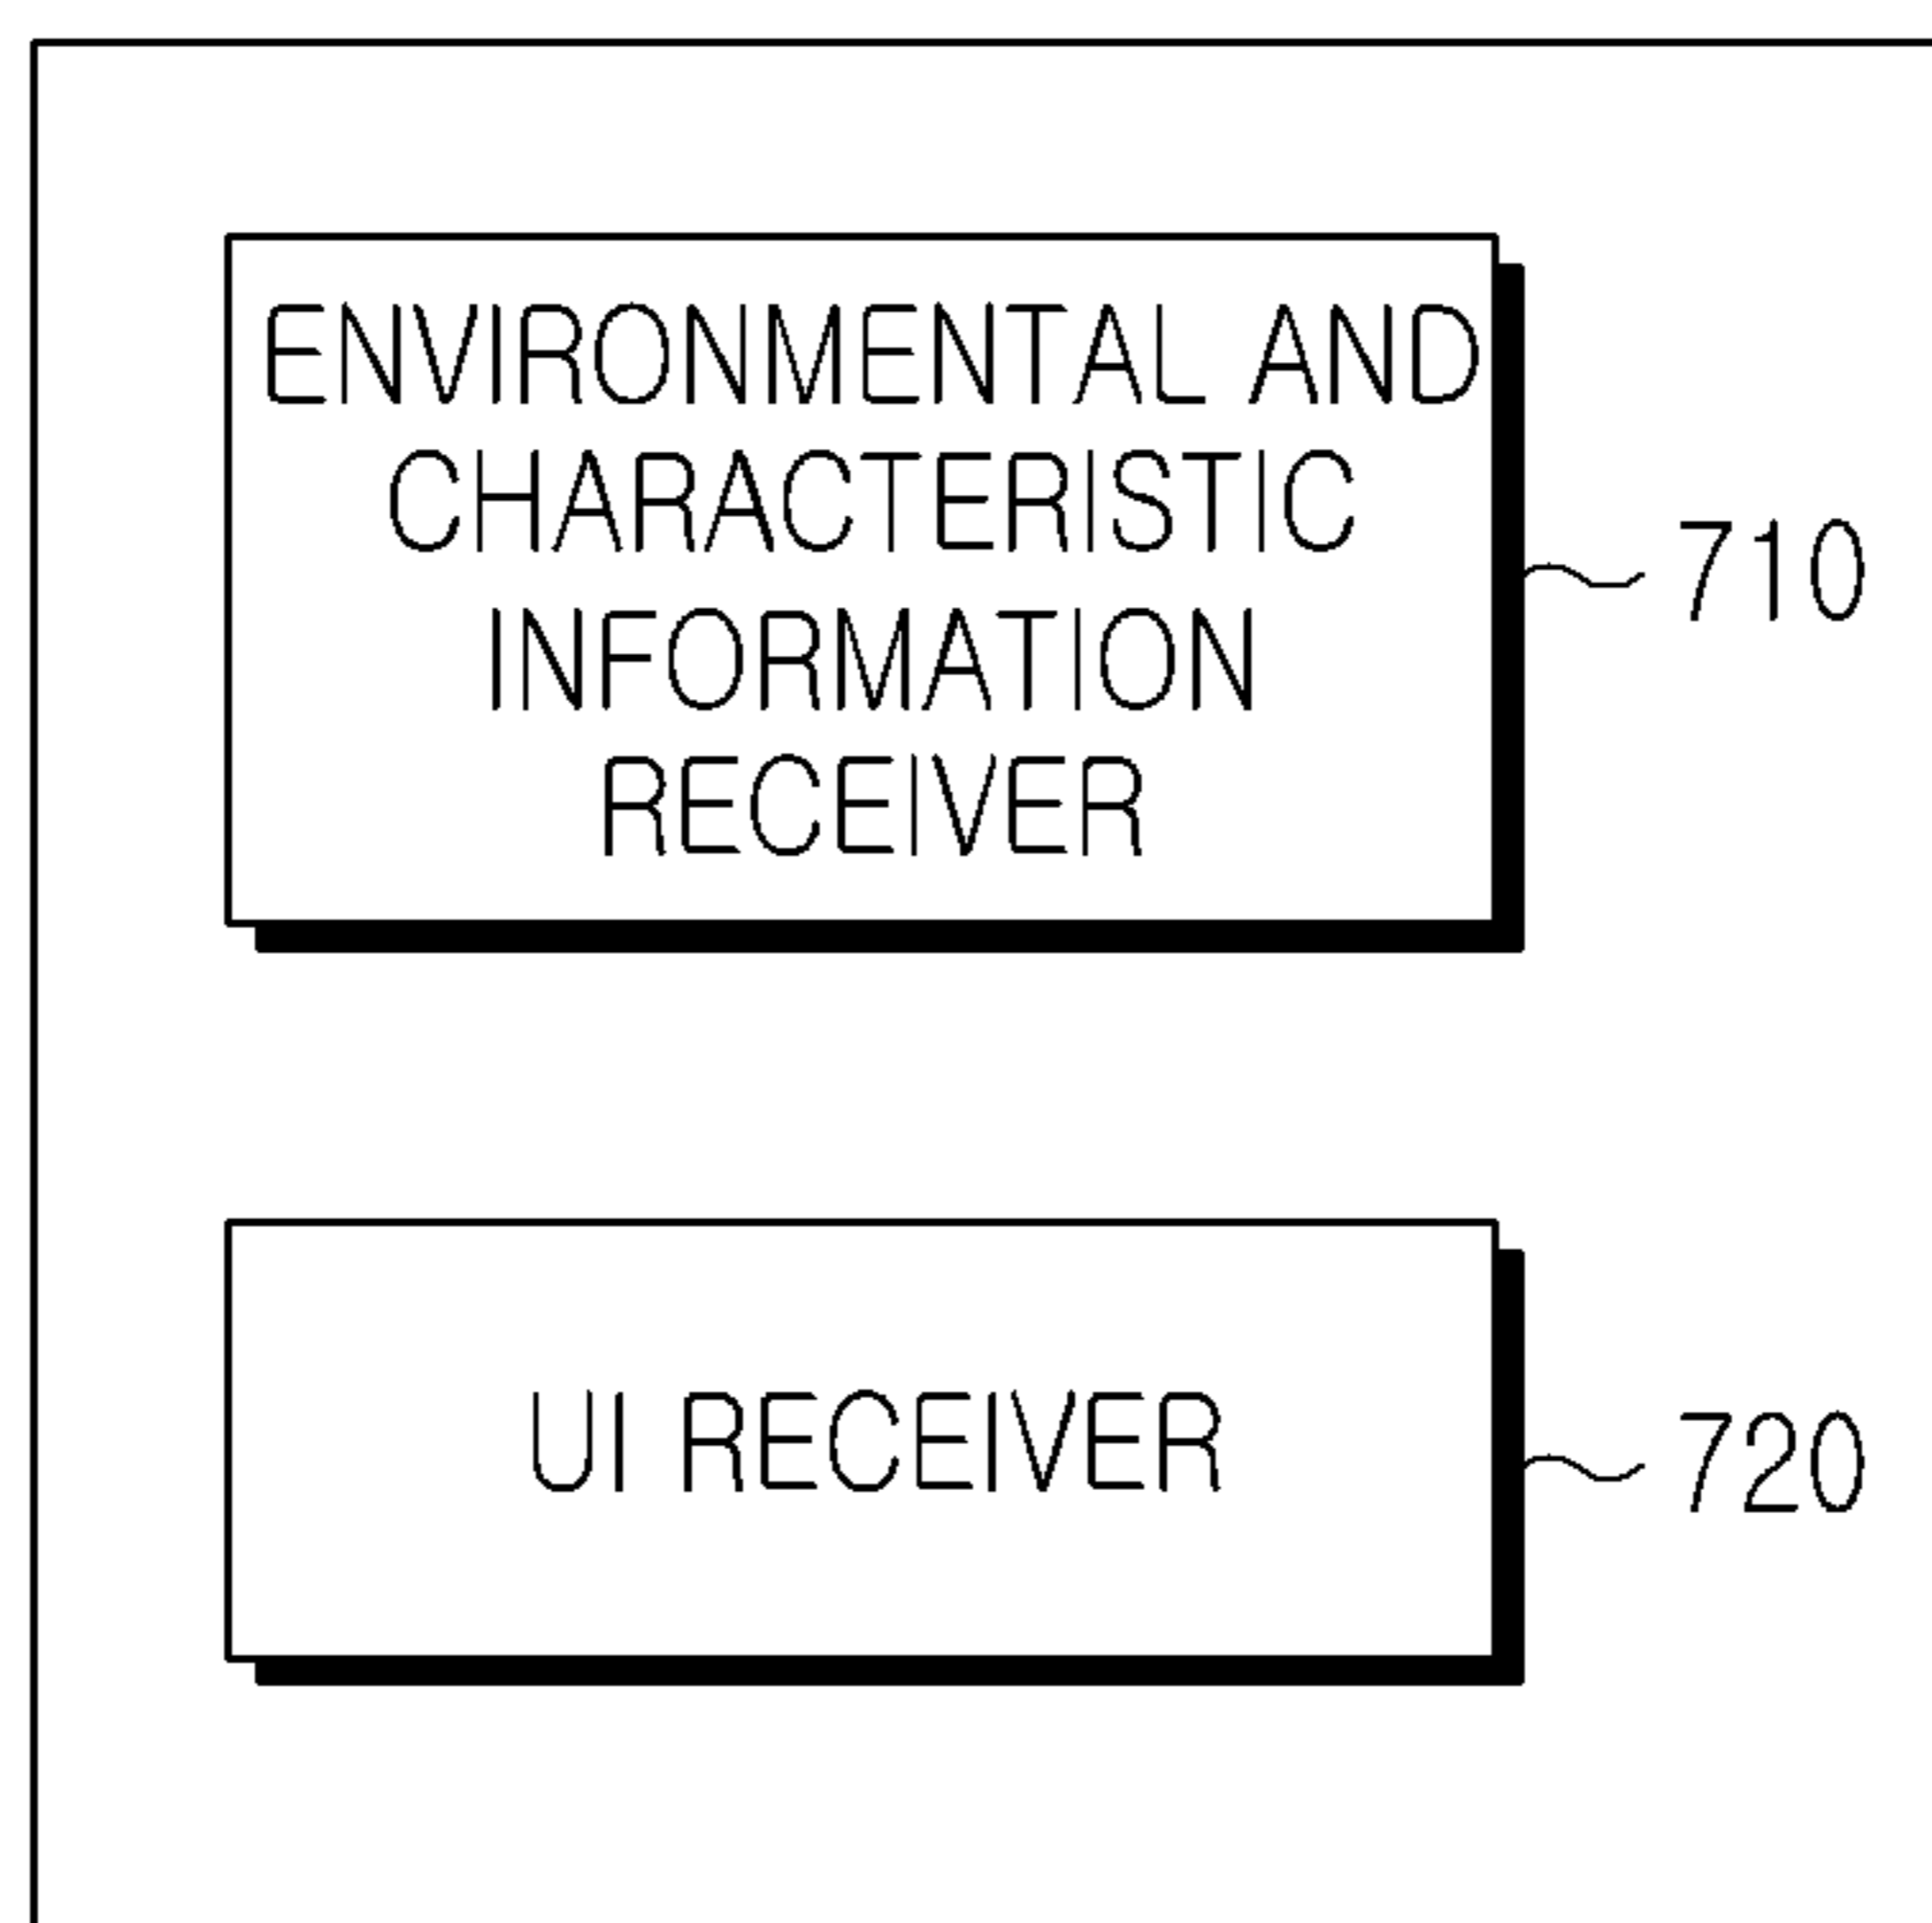 ENVIRONMENTAL AND
CHARACTERISTIC
INFORMATION
RECEIVER
710
UI RECEIVER
720